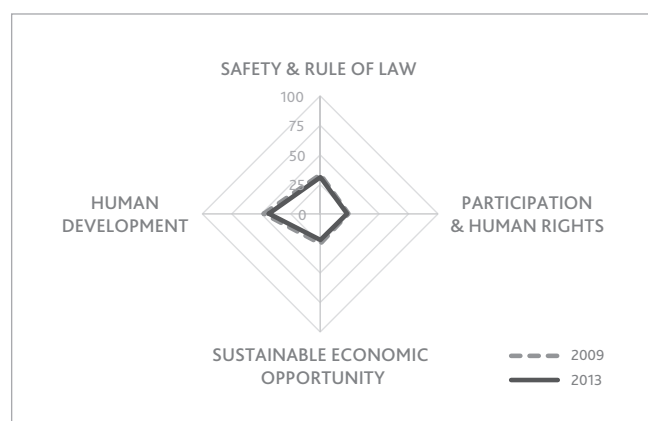 SAFETY & RULE OF LAW
100
75
50
25
0
HUMAN
DEVELOPMENT
PARTICIPATION
& HUMAN RIGHTS
SUSTAINABLE ECONOMIC
OPPORTUNITY
2009
2013